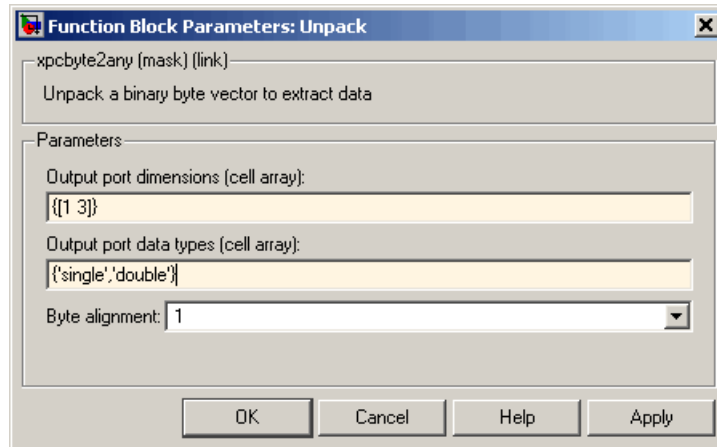 Function Block Parameters: Unpack
xpcbyte2any (mask) (link)
Unpack a binary byte vector to extract data
Parameters
Output port dimensions (cell array):
{[1 3]}
Output port data types (cell array):
{'single','double'}
Byte alignment: 1
OK Cancel Help Apply